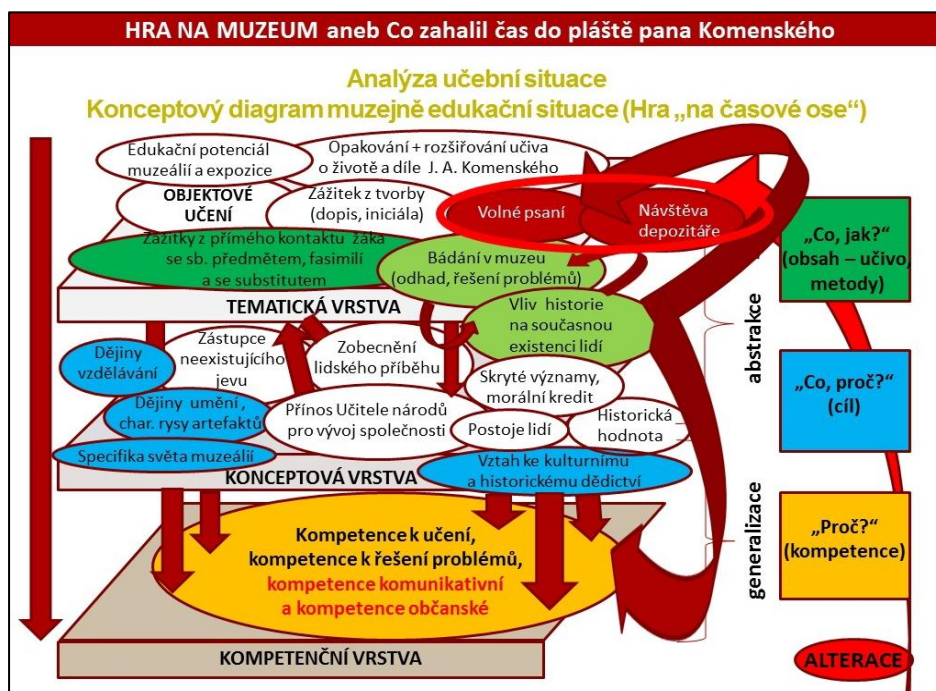 HRA NA MUZEUM aneb Co zahalil čas do pláště pana Komenského
Analýza učební situace
Konceptový diagram muzejně edukační situace (Hra „na časové ose“)
Edukační potenciál
muzeálií a expozice
Opakování + rozšiřování učiva
o životě a díle J. A. Komenského
OBJEKTOVÉ
UČENÍ
Zážitek z tvorby
(dopis, iniciála)
Volné psaní
Návštěva
depozitáře
Zážitky z přímého kontaktu žáka
se sb. předmětem, fasimilí
a se substitutem
Bádání v muzeu
(odhad, řešení problémů)
TEMATICKÁ VRSTVA
Vliv historie
na současnou
existenci lidí
„Co, jak?“
(obsah – učivo,
metody)
abstrakce
Dějiny
vzdělávání
Zástupce
neexistujícího
jevu
Zobecnění
lidského příběhu
Skryté významy,
morální kredit
„Co, proč?“
(cíl)
Dějiny umění ,
char. rysy artefaktů
Přínos Učitele národů
pro vývoj společnosti
Postoje lidí
Historická
hodnota
Specifika světa muzeálií
KONCEPTOVÁ VRSTVA
Vztah ke kulturnímu
a historickému dědictví
generalizace
Kompetence k učení,
kompetence k řešení problémů,
kompetence komunikativní
a kompetence občanské
„Proč?“
(kompetence)
KOMPETENČNÍ VRSTVA
ALTERACE